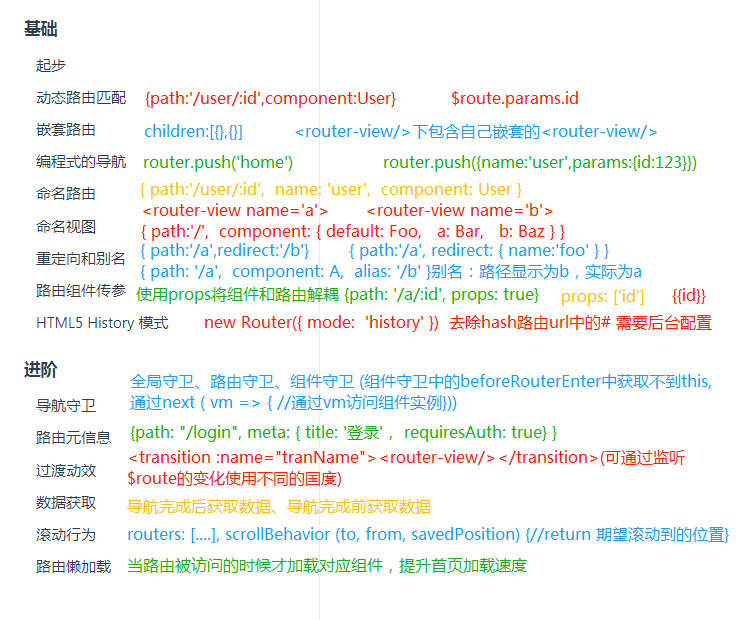 基础
起步
动态路由匹配 {path:'/user/:id',component:User} $route.params.id
嵌套路由 children:[{},{}] <router-view/>下包含自己嵌套的<router-view/>
编程式的导航 router.push('home') router.push({name:'user',params:{id:123}})
命名路由 { path:'/user/:id', name: 'user', component: User }
<router-view name='a'> <router-view name='b'>
命名视图 { path:'/', component: { default: Foo, a: Bar, b: Baz } }
重定向和别名 { path:'/a',redirect:'/b'} { path:'/a', redirect: { name:'foo' } }
{ path: '/a', component: A, alias: '/b' }别名：路径显示为b，实际为a
路由组件传参 使用props将组件和路由解耦 {path: '/a/:id', props: true} props: ['id'] {{id}}
HTML5 History 模式 new Router({ mode: 'history' }) 去除hash路由url中的# 需要后台配置
进阶
全局守卫、路由守卫、组件守卫 (组件守卫中的beforeRouterEnter中获取不到this,
导航守卫 通过next ( vm => { //通过vm访问组件实例}))
路由元信息 {path: "/login", meta: { title: '登录' ，requiresAuth: true} }
过渡动效 <transition :name="tranName"><router-view/></transition>(可通过监听
$route的变化使用不同的国度)
数据获取 导航完成后获取数据、导航完成前获取数据
滚动行为 routers: [....], scrollBehavior (to, from, savedPosition) {//return 期望滚动到的位置}
路由懒加载 当路由被访问的时候才加载对应组件，提升首页加载速度